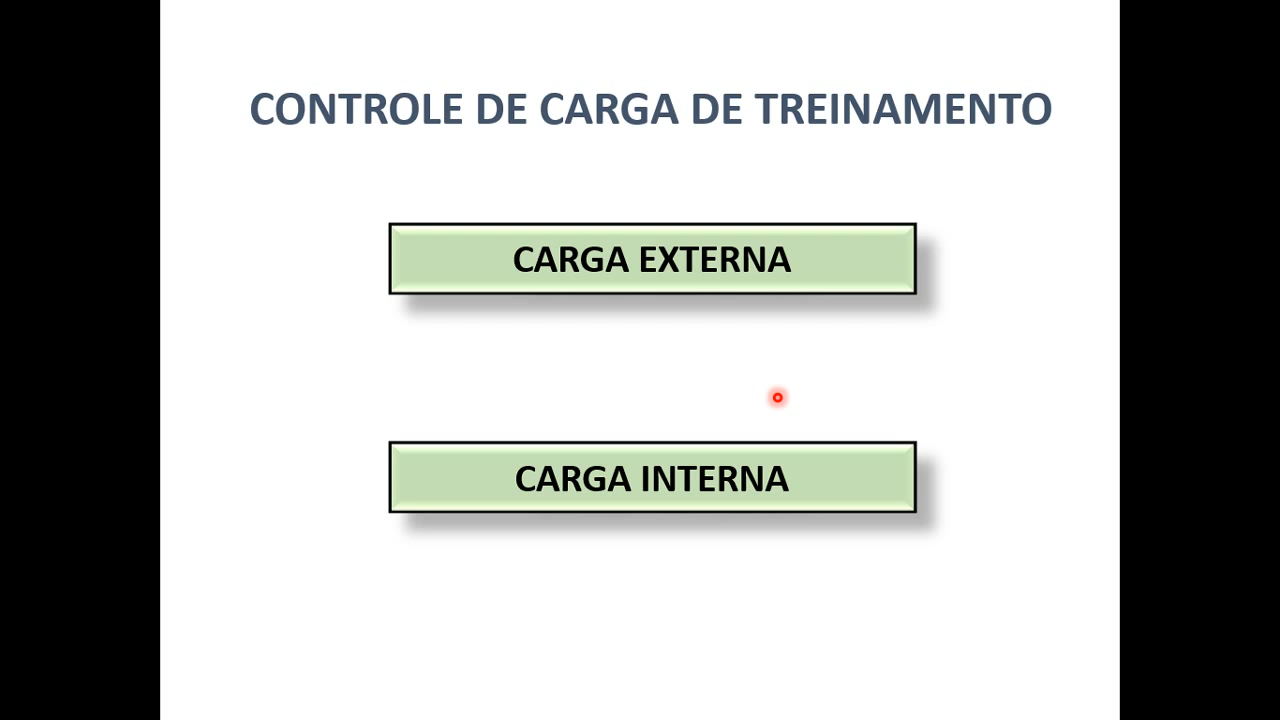 CONTROLE DE CARGA DE TREINAMENTO
CARGA EXTERNA
CARGA INTERNA